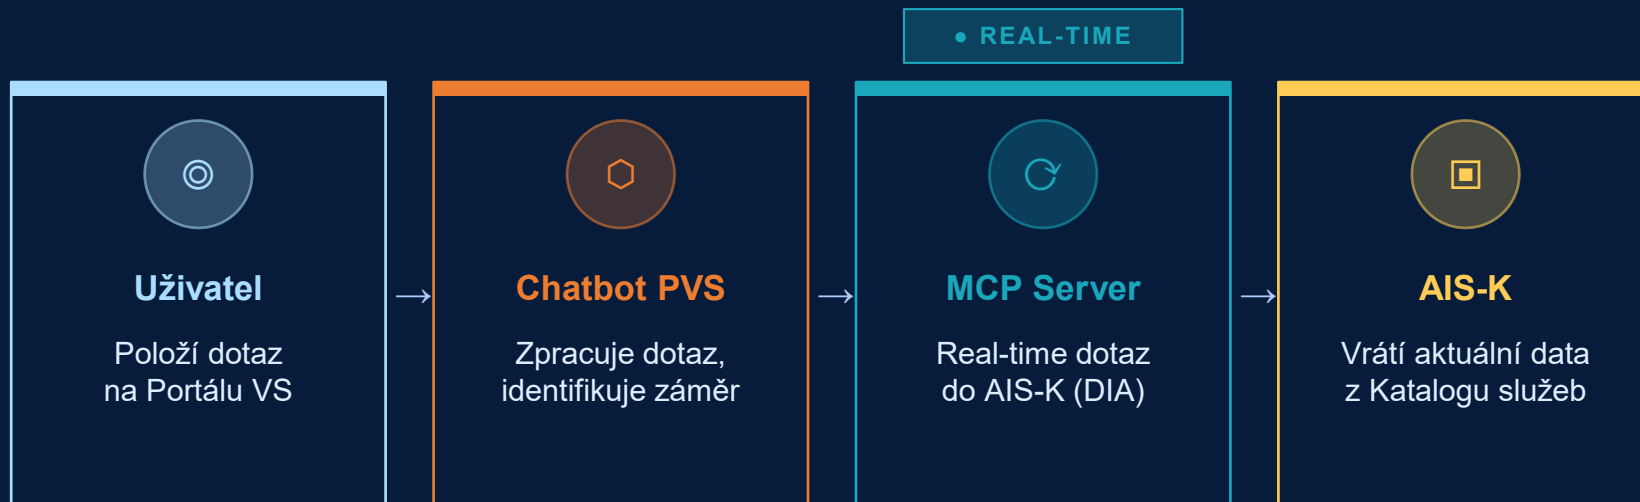 ● REAL-TIME
Uživatel
Položí dotaz
na Portálu VS
→
Chatbot PVS
Zpracuje dotaz,
identifikuje záměr
→
MCP Server
Real-time dotaz
do AIS-K (DIA)
→
AIS-K
Vrátí aktuální data
z Katalogu služeb